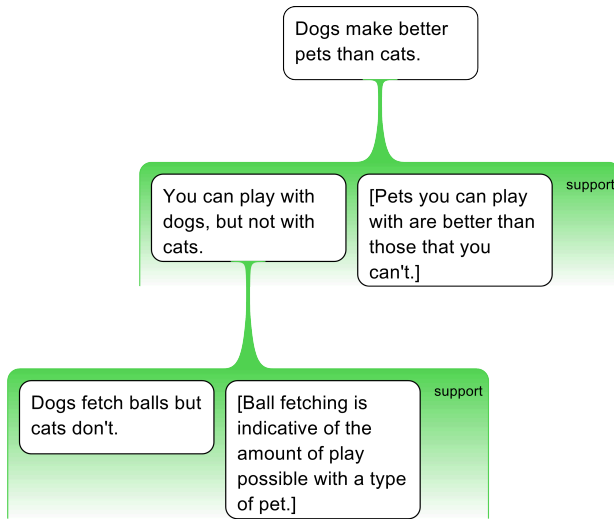 Dogs make better
pets than cats.
You can play with
dogs, but not with
cats.
[Pets you can play
with are better than
those that you
can't.]
support
Dogs fetch balls but
cats don't.
[Ball fetching is
indicative of the
amount of play
possible with a type
of pet.]
support